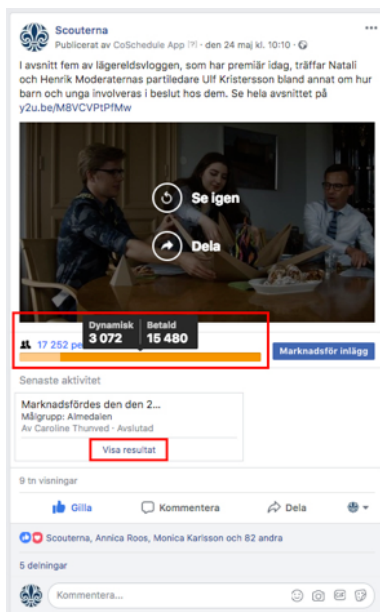 Scouterna
Publicerat av CoSchedule App [?] · den 24 maj kl. 10:10 ·
I avsnitt fem av lägereldsvloggen, som har premiär idag, träffar Natali
och Henrik Moderaternas partiledare Ulf Kristersson bland annat om hur
barn och unga involveras i beslut hos dem. Se hela avsnittet på
y2u.be/M8VCVPtPfMw
Se igen
Dela
Dynamisk Betald
3 072 15 480
17 252 pe
Marknadsför inlägg
Senaste aktivitet
Marknadsfördes den den 2...
Målgrupp: Almedalen
Av Caroline Thunved · Avslutad
Visa resultat
9 tn visningar
Gilla Kommentera Dela
Scouterna, Annica Roos, Monica Karlsson och 82 andra
5 delningar
Kommentera...